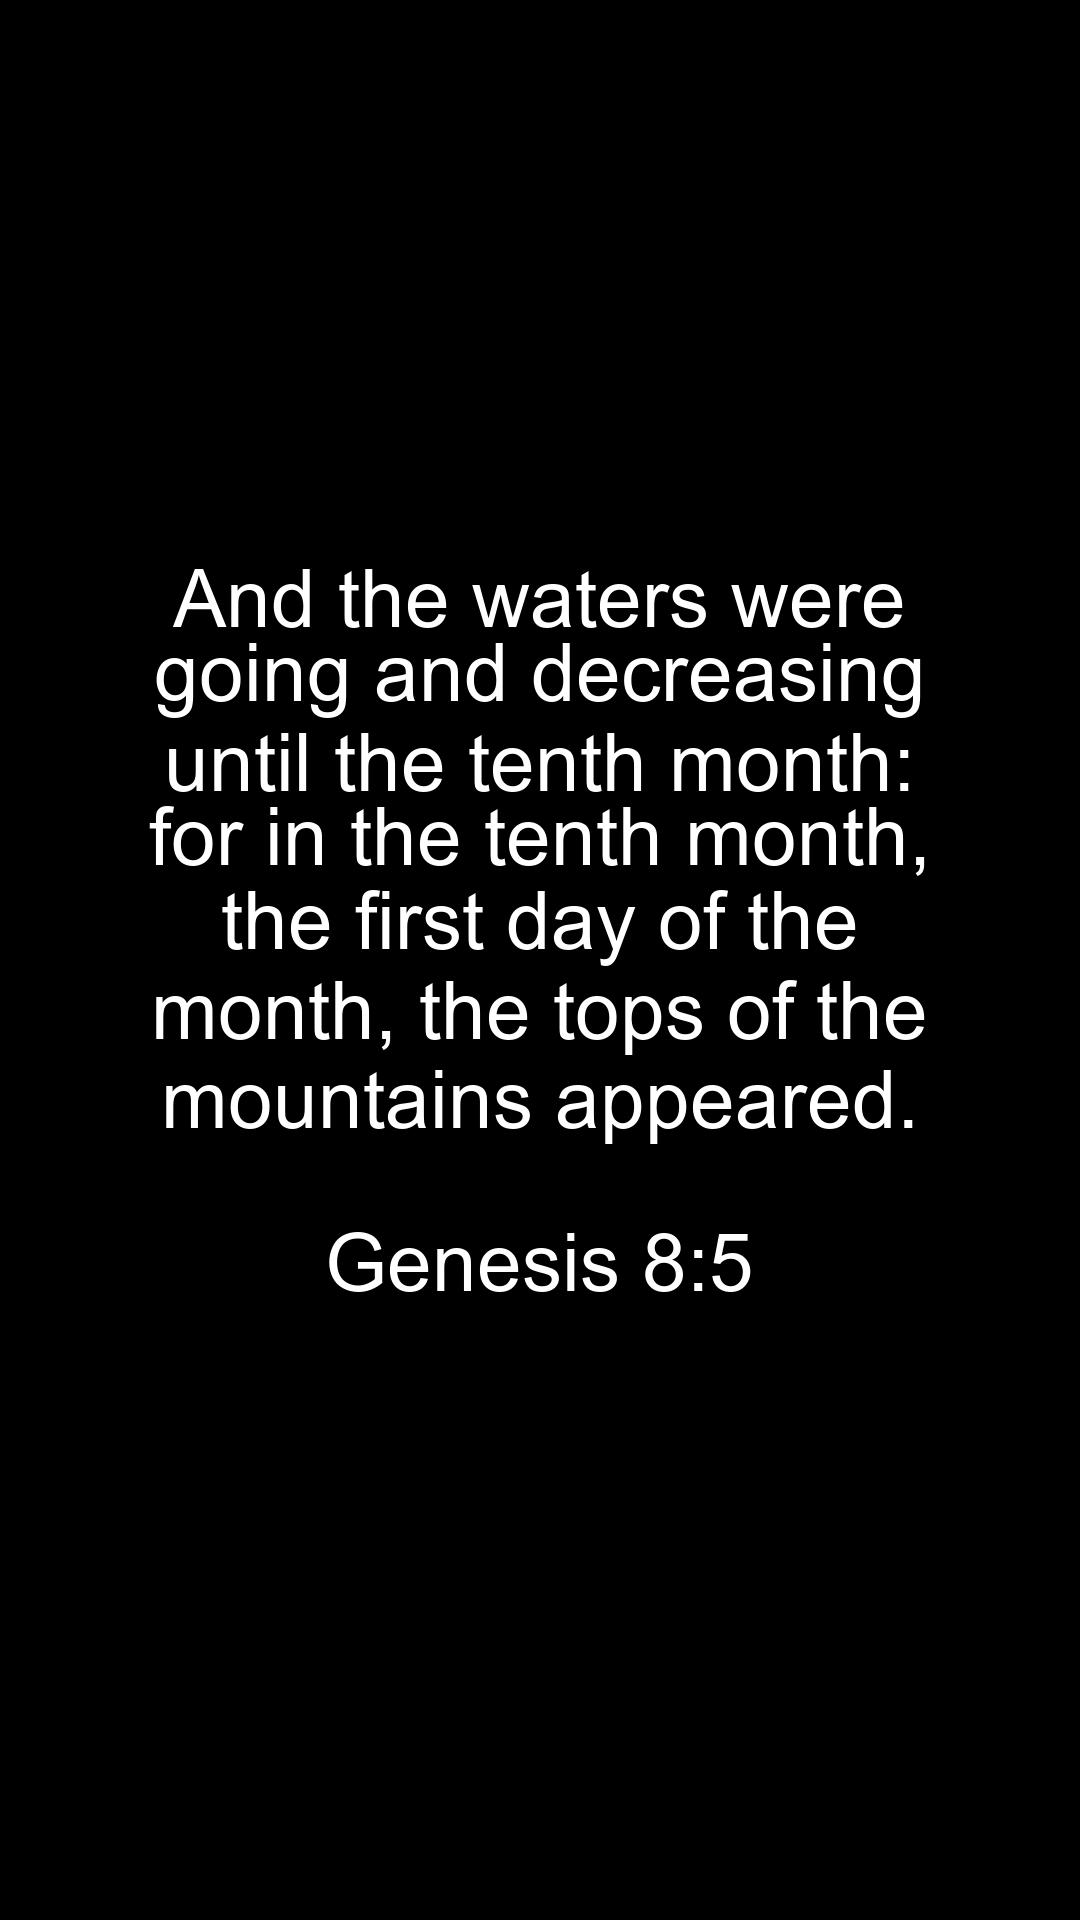 And the waters were
going and decreasing
until the tenth month:
for in the tenth month,
the first day of the
month, the tops of the
mountains appeared.
Genesis 8:5